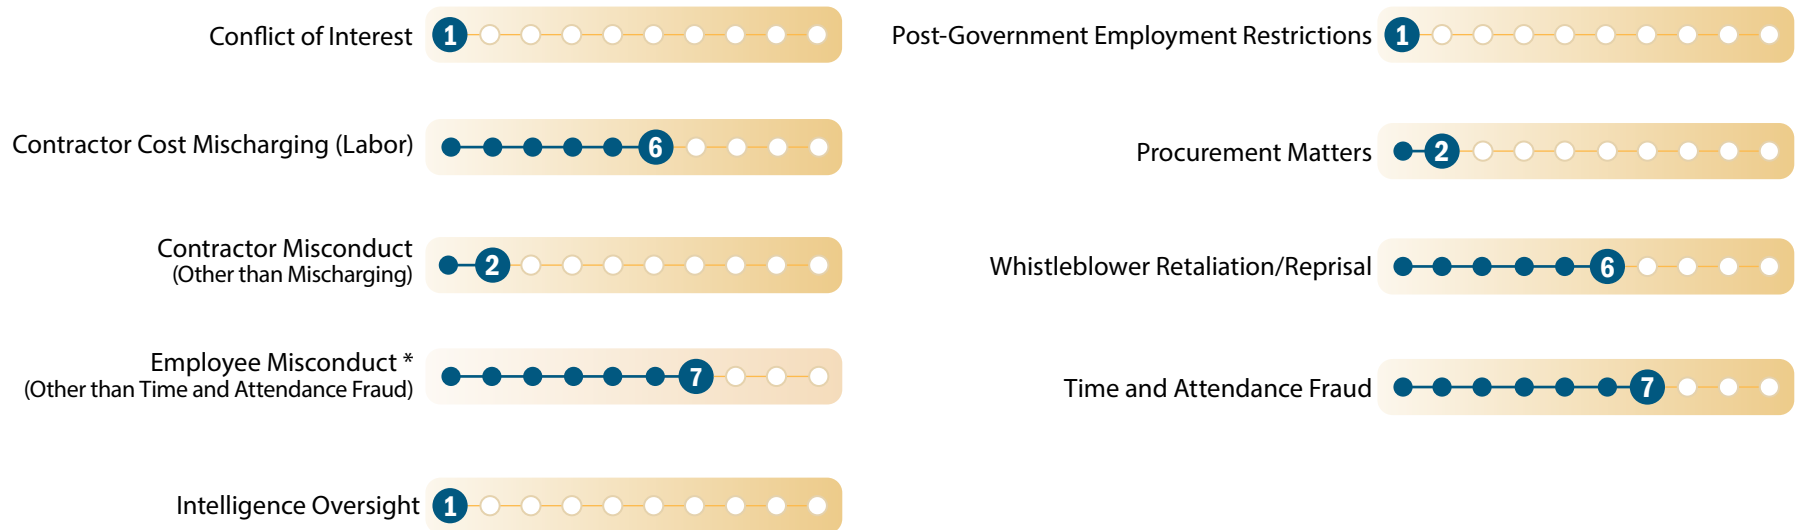 Conflict of Interest 1
Contractor Cost Mischarging (Labor) 6
Contractor Misconduct
(Other than Mischarging) 2
Employee Misconduct *
(Other than Time and Attendance Fraud) 7
Intelligence Oversight 1
Post-Government Employment Restrictions 1
Procurement Matters 2
Whistleblower Retaliation/Reprisal 6
Time and Attendance Fraud 7